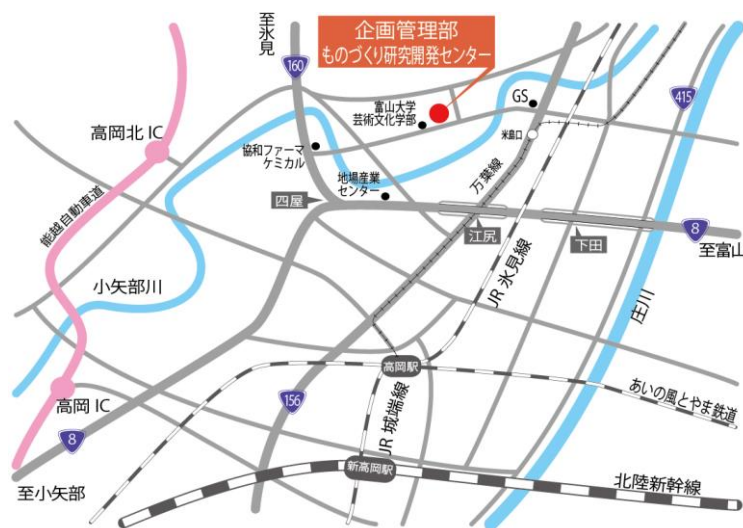 至氷見
160
企画管理部
ものづくり研究開発センター
415
GS
富山大学
芸術文化学部
米島口
高岡北 IC
協和ファーマ
ケミカル
地場産業
センター
万葉線
四屋
能越自動車道
江尻
下田
8
至富山
小矢部川
JR 氷見線
庄川
高岡駅
高岡 IC
156
あいの風とやま鉄道
8
JR 城端線
新高岡駅
至小矢部
北陸新幹線